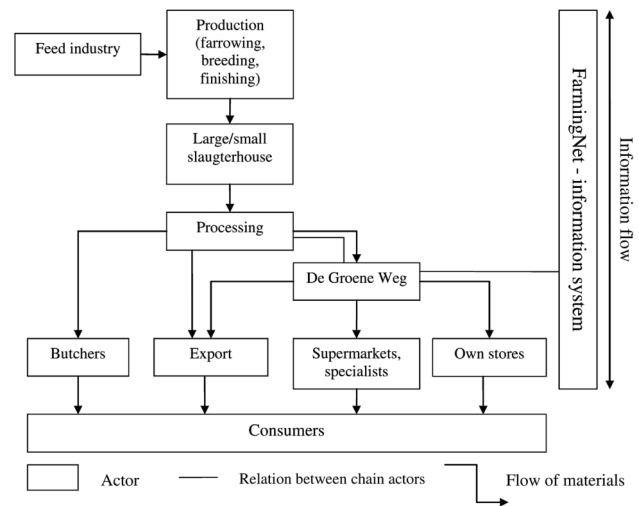 Feed industry
Production
(farrowing,
breeding,
finishing)
Large/small
slaugterhouse
Processing
De Groene Weg
Butchers
Export
Supermarkets,
specialists
Own stores
Consumers
FarmingNet - information system
Information flow
Actor
Relation between chain actors
Flow of materials